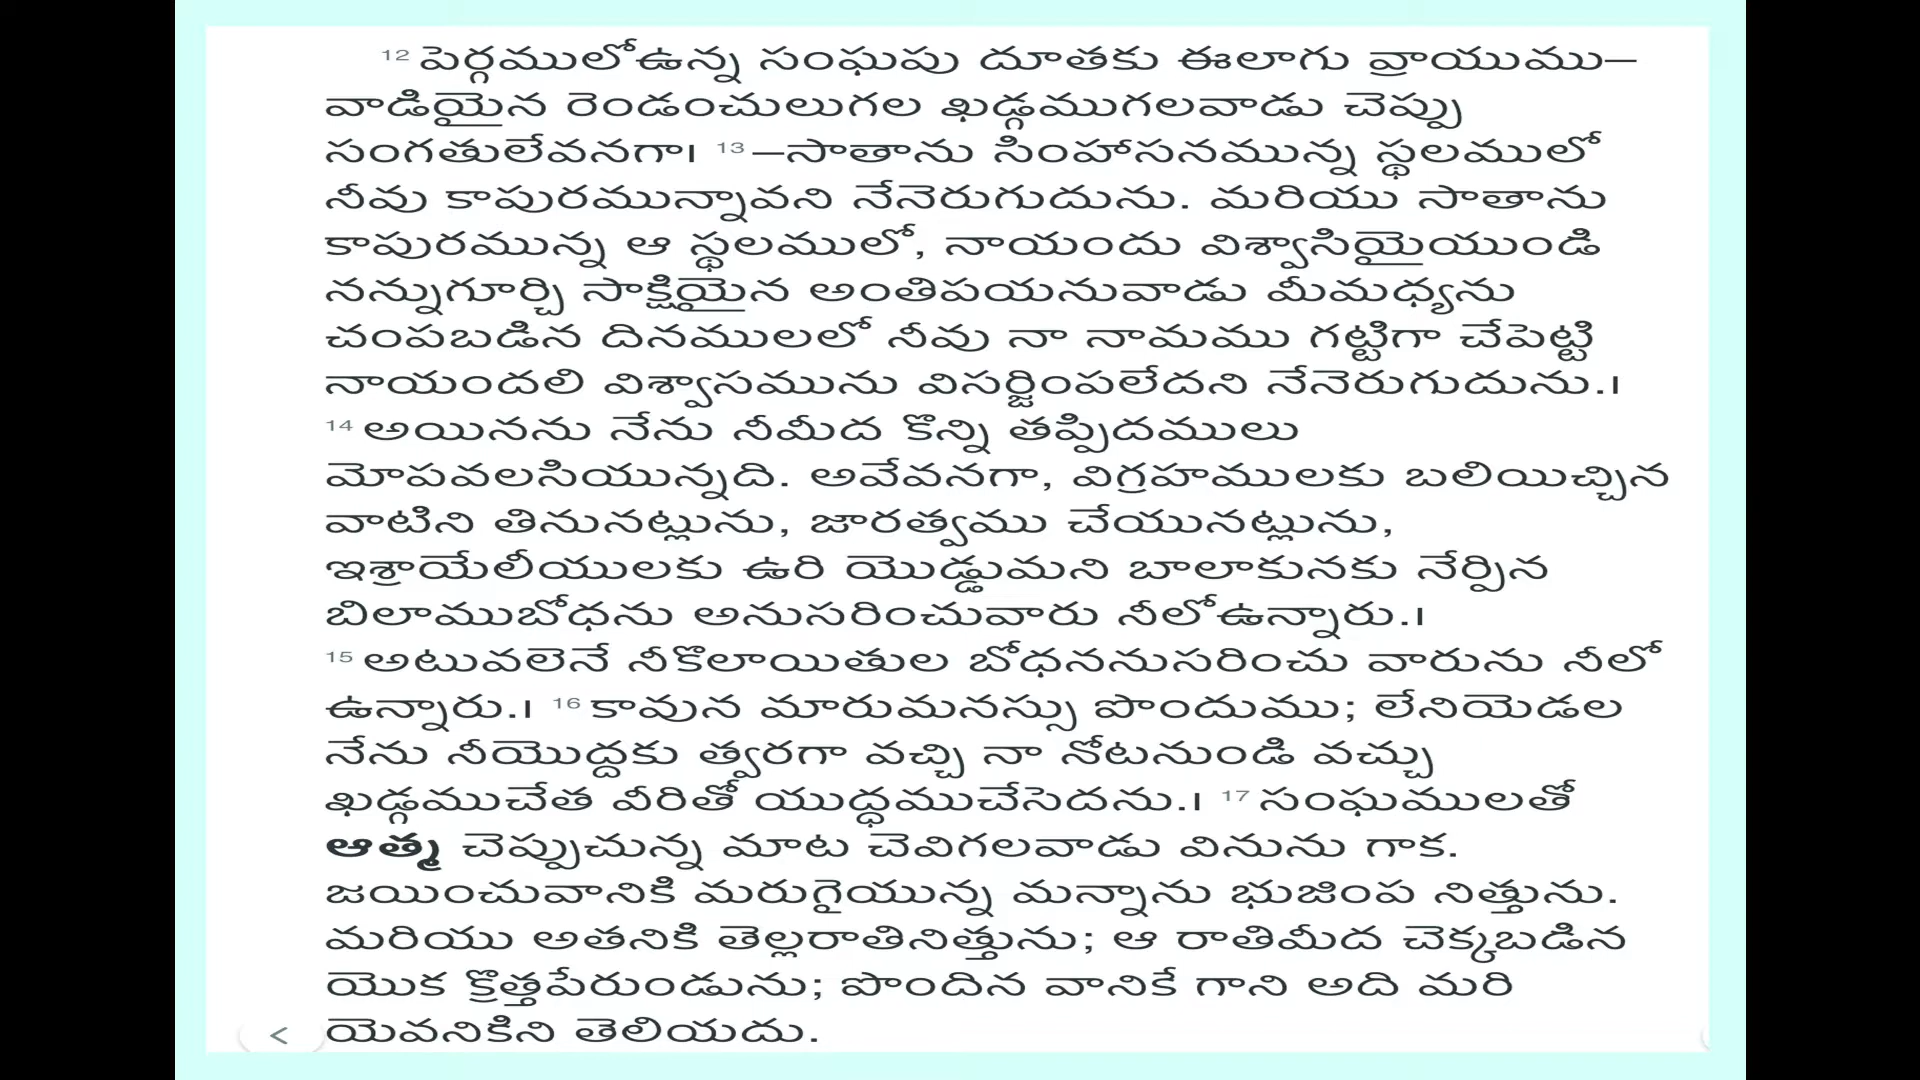 12 పెర్గములోఉన్న సంఘపు దూతకు ఈలాగు వ్రాయుము—
వాడియైన రెండంచులుగల ఖడ్గముగలవాడు చెప్పు
సంగతులేవనగా। 13 —సాతాను సింహాసనమున్న స్థలములో
నీవు కాపురమున్నావని నేనెరుగుదును. మరియు సాతాను
కాపురమున్న ఆ స్థలములో, నాయందు విశ్వాసియైయుండి
నన్నుగూర్చి సాక్షియైన అంతిపయనువాడు మీమధ్యను
చంపబడిన దినములలో నీవు నా నామము గట్టిగా చేపెట్టి
నాయందలి విశ్వాసమును విసర్జింపలేదని నేనెరుగుదును.।
14 అయినను నేను నీమీద కొన్ని తప్పిదములు
మోపవలసియున్నది. అవేవనగా, విగ్రహములకు బలియిచ్చిన
వాటిని తినునట్లును, జారత్వము చేయునట్లును,
ఇశ్రాయేలీయులకు ఉరి యొడ్డుమని బాలాకునకు నేర్పిన
బిలాముబోధను అనుసరించువారు నీలోఉన్నారు.।
15 అటువలెనే నీకొలాయితుల బోధననుసరించు వారును నీలో
ఉన్నారు.। 16 కావున మారుమనస్సు పొందుము; లేనియెడల
నేను నీయొద్దకు త్వరగా వచ్చి నా నోటనుండి వచ్చు
ఖడ్గముచేత వీరితో యుద్ధముచేసెదను.। 17 సంఘములతో
ఆత్మ చెప్పుచున్న మాట చెవిగలవాడు వినును గాక.
జయించువానికి మరుగైయున్న మన్నాను భుజింప నిత్తును.
మరియు అతనికి తెల్లరాతినిత్తును; ఆ రాతిమీద చెక్కబడిన
యొక క్రొత్తపేరుండును; పొందిన వానికే గాని అది మరి
యెవనికిని తెలియదు.